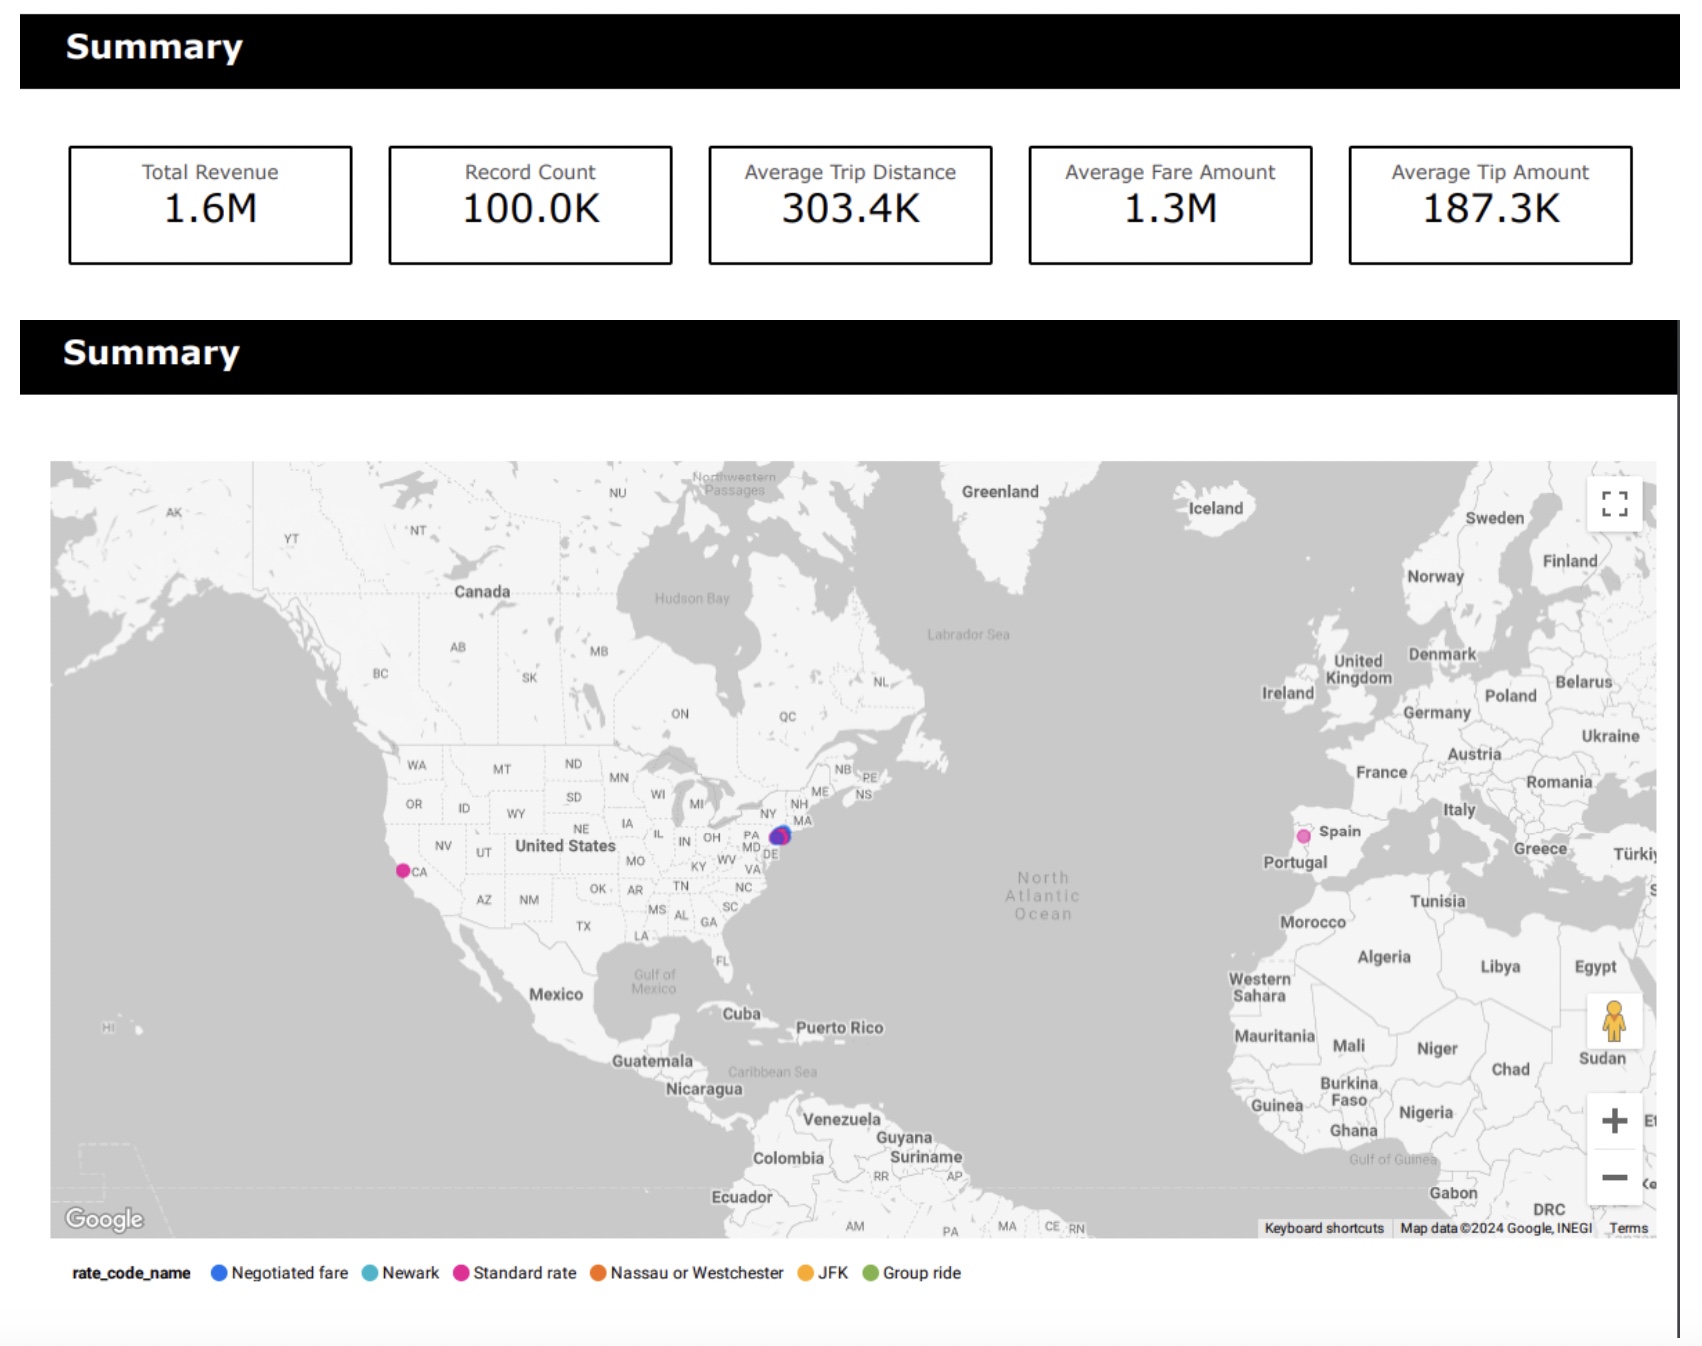 Summary
Total Revenue
1.6M
Record Count
100.0K
Average Trip Distance
303.4K
Average Fare Amount
1.3M
Average Tip Amount
187.3K
Summary
Northwestern
Passages
NU
AK
YT
NT
Greenland
Iceland
Sweden
Finland
Norway
Canada
Hudson Bay
Labrador Sea
AB
MB
BC
SK
NL
ON
QC
Denmark
United
Kingdom
Ireland
Poland
Belarus
Germany
Ukraine
Austria
France
Romania
Italy
Spain
Portugal
Greece
Türkiy
WA
MT
ND
MN
OR
ID
WY
SD
WI
MI
NB
PE
NS
ME
NH
NY
MA
NV
UT
NE
IA
IL
IN
OH
PA
MD
DE
United States
CA
MO
KY
WV
VA
AZ
NM
OK
AR
TN
NC
TX
MS
AL
GA
SC
LA
FL
North
Atlantic
Ocean
Tunisia
Morocco
Algeria
Libya
Egypt
Western
Sahara
Mauritania
Mali
Niger
Chad
Sudan
Burkina
Faso
Guinea
Nigeria
Ghana
Gulf of Guinea
Gabon
DRC
HI
Mexico
Gulf of
Mexico
Cuba
Puerto Rico
Guatemala
Caribbean Sea
Nicaragua
Venezuela
Guyana
Suriname
Colombia
RR
AP
Ecuador
AM
PA
MA
CE
RN
Google
Keyboard shortcuts
Map data ©2024 Google, INEGI
Terms
rate_code_name Negotiated fare Newark Standard rate Nassau or Westchester JFK Group ride